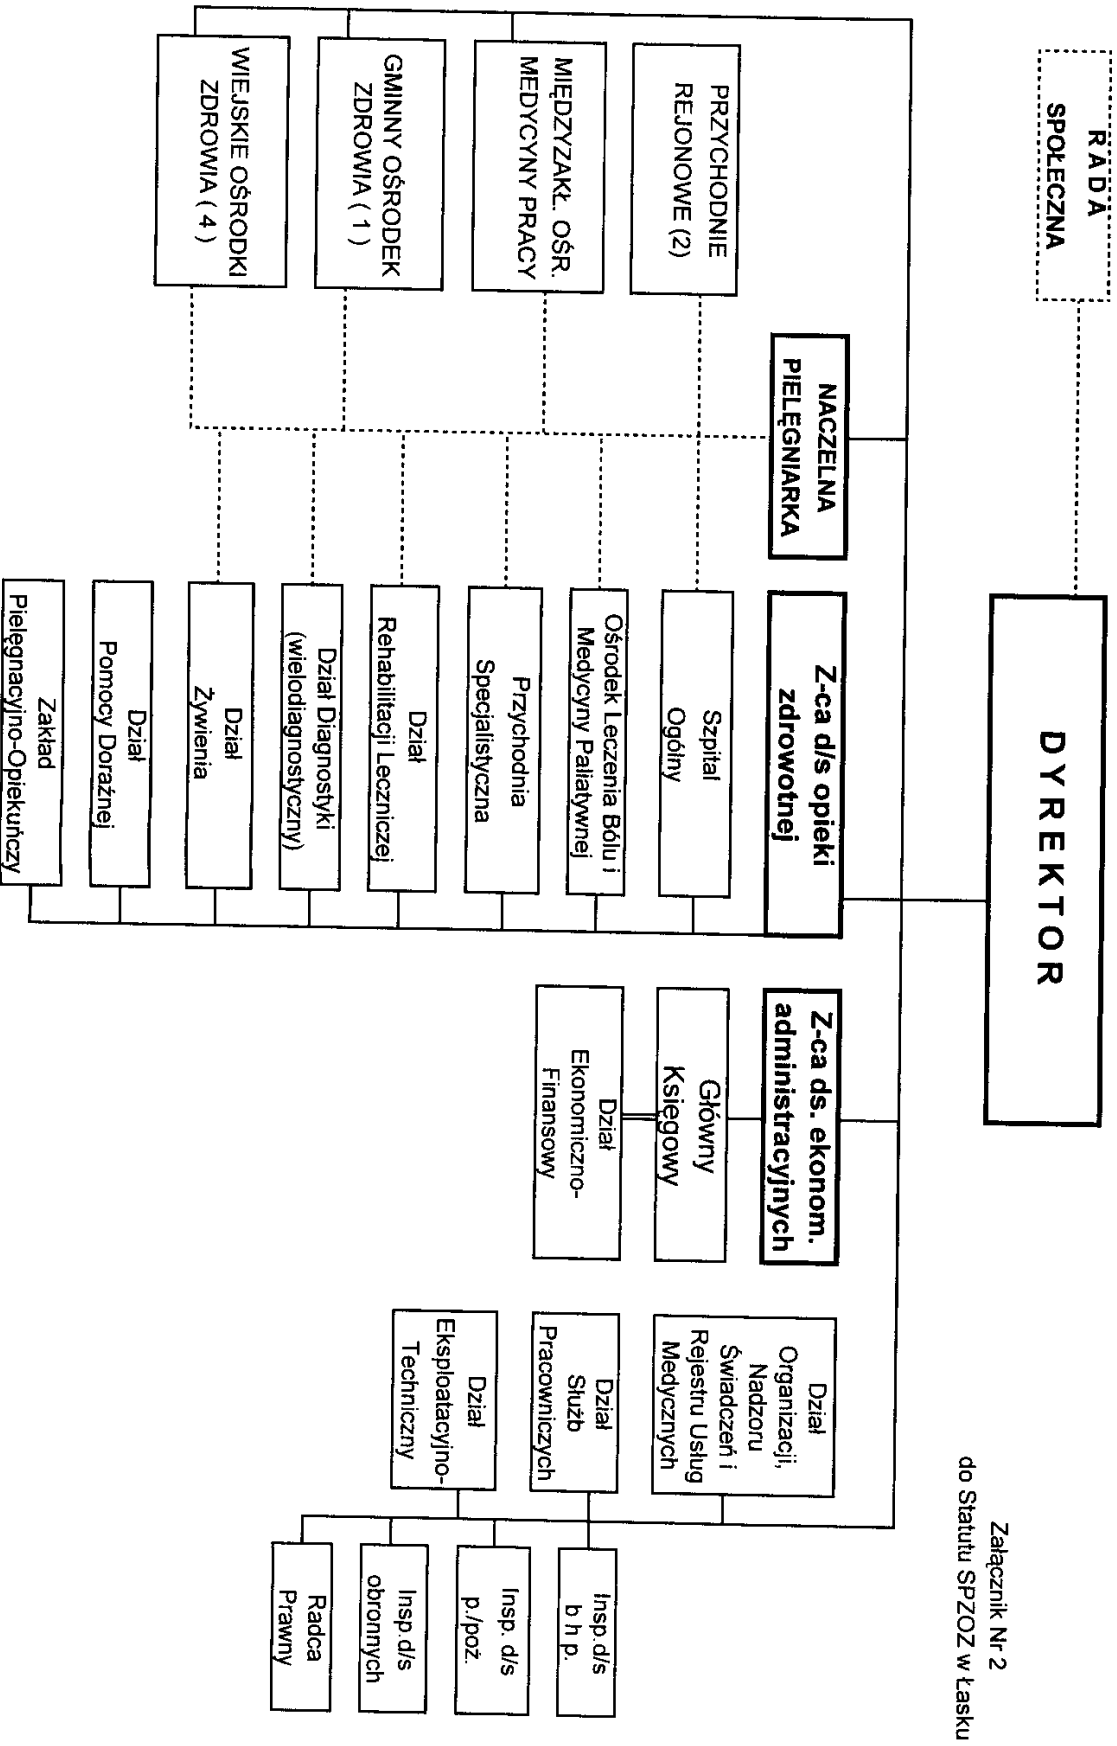 Załącznik Nr 2
do Statutu SPZOZ w Łasku
R A D A
SPOŁECZNA
D Y R E K T O R
NACZELNA
PIELĘGNIARKA
Z-ca d/s opieki
zdrowotnej
Z-ca ds. ekonom.
administracyjnych
PRZYCHODNIE
REJONOWE (2)
MIĘDZYZAKŁ. OŚR.
MEDYCYNY PRACY
GMINNY OŚRODEK
ZDROWIA ( 1 )
WIEJSKIE OŚRODKI
ZDROWIA ( 4 )
Szpital
Ogólny
Ośrodek Leczenia Bólu i
Medycyny Paliatywnej
Przychodnia
Specjalistyczna
Dział
Rehabilitacji Leczniczej
Dział Diagnostyki
(wielodiagnostyczny)
Dział
Żywienia
Dział
Pomocy Doraźnej
Zakład
Pielęgnacyjno-Opiekuńczy
Główny
Księgowy
Dział
Ekonomiczno-
Finansowy
Dział
Organizacji,
Nadzoru
Świadczeń i
Rejestru Usług
Medycznych
Dział
Służb
Pracowniczych
Dział
Eksploatacyjno-
Techniczny
Insp.d/s
b h p.
Insp. d/s
p./poż.
Insp.d/s
obronnych
Radca
Prawny